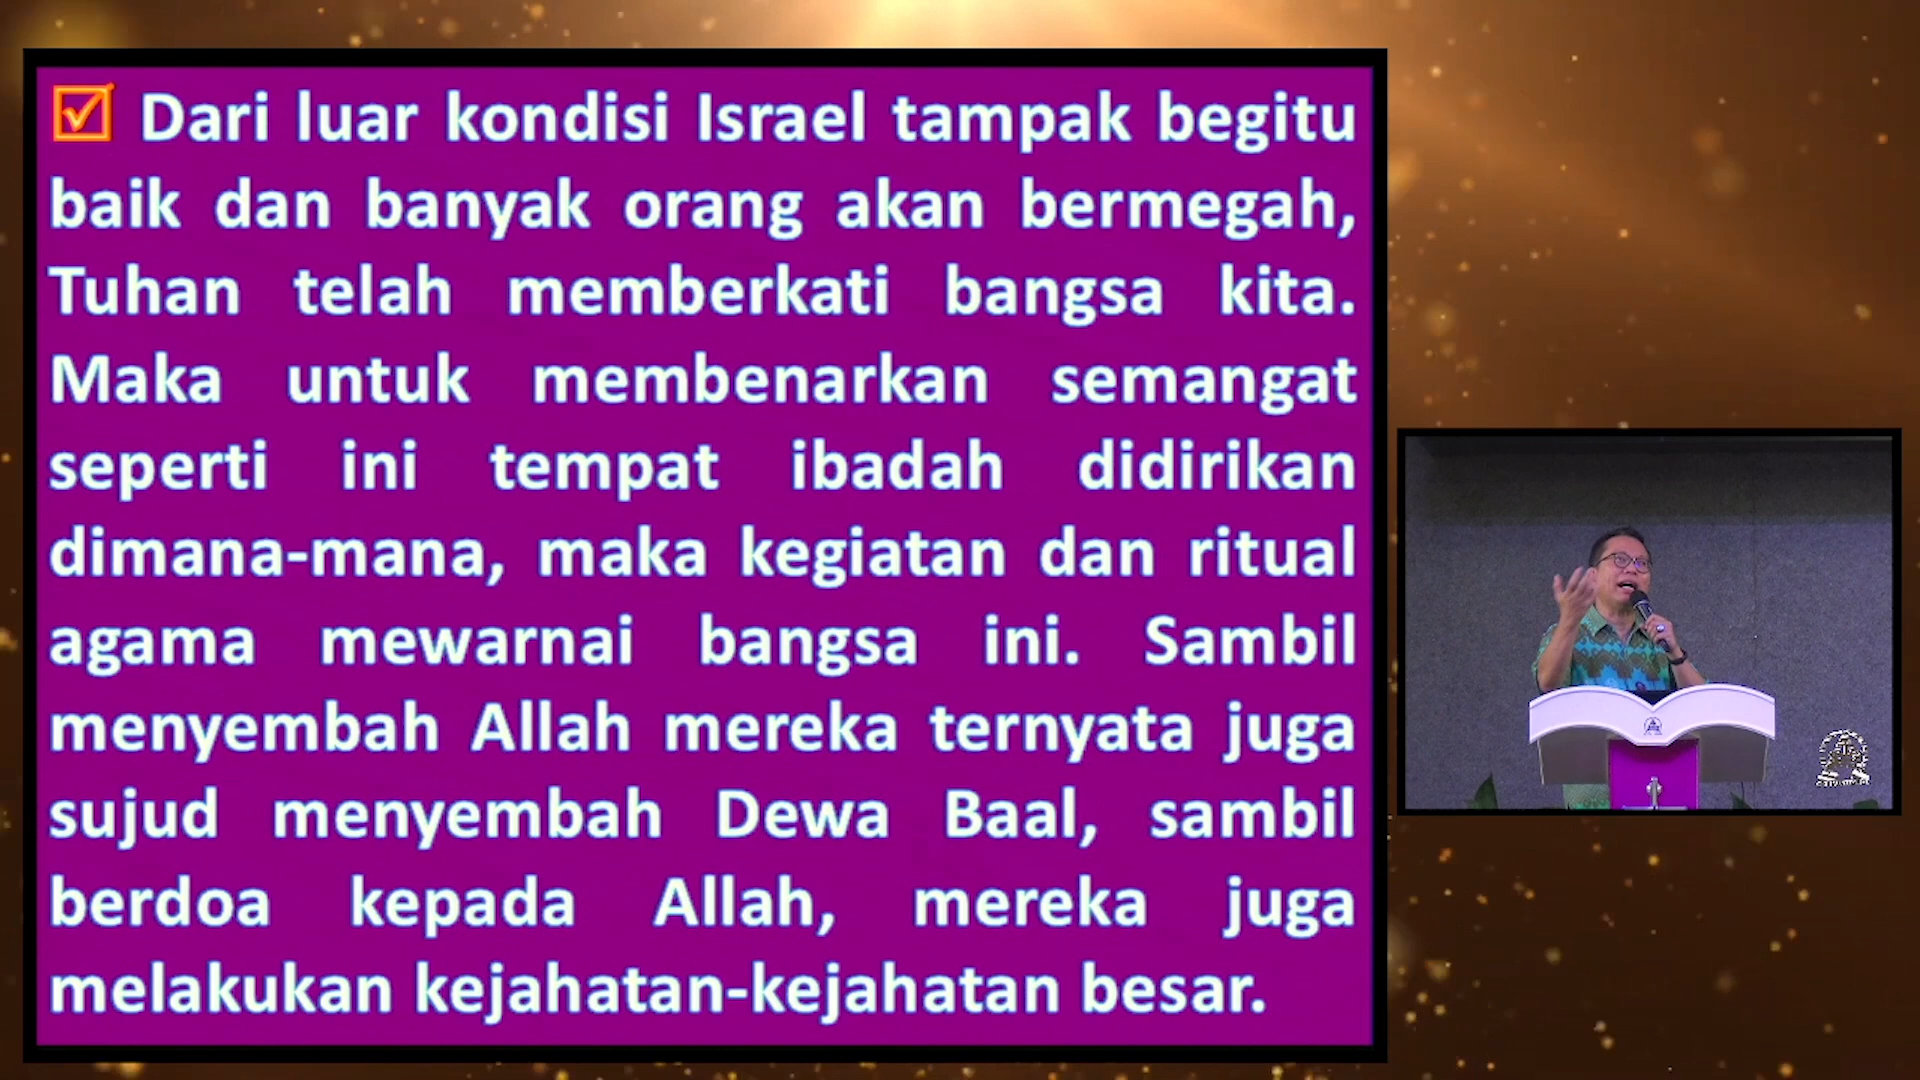 Dari luar kondisi Israel tampak begitu
baik dan banyak orang akan bermegah,
Tuhan telah memberkati bangsa kita.
Maka untuk membenarkan semangat
seperti ini tempat ibadah didirikan
dimana-mana, maka kegiatan dan ritual
agama mewarnai bangsa ini. Sambil
menyembah Allah mereka ternyata juga
sujud menyembah Dewa Baal, sambil
berdoa kepada Allah, mereka juga
melakukan kejahatan-kejahatan besar.